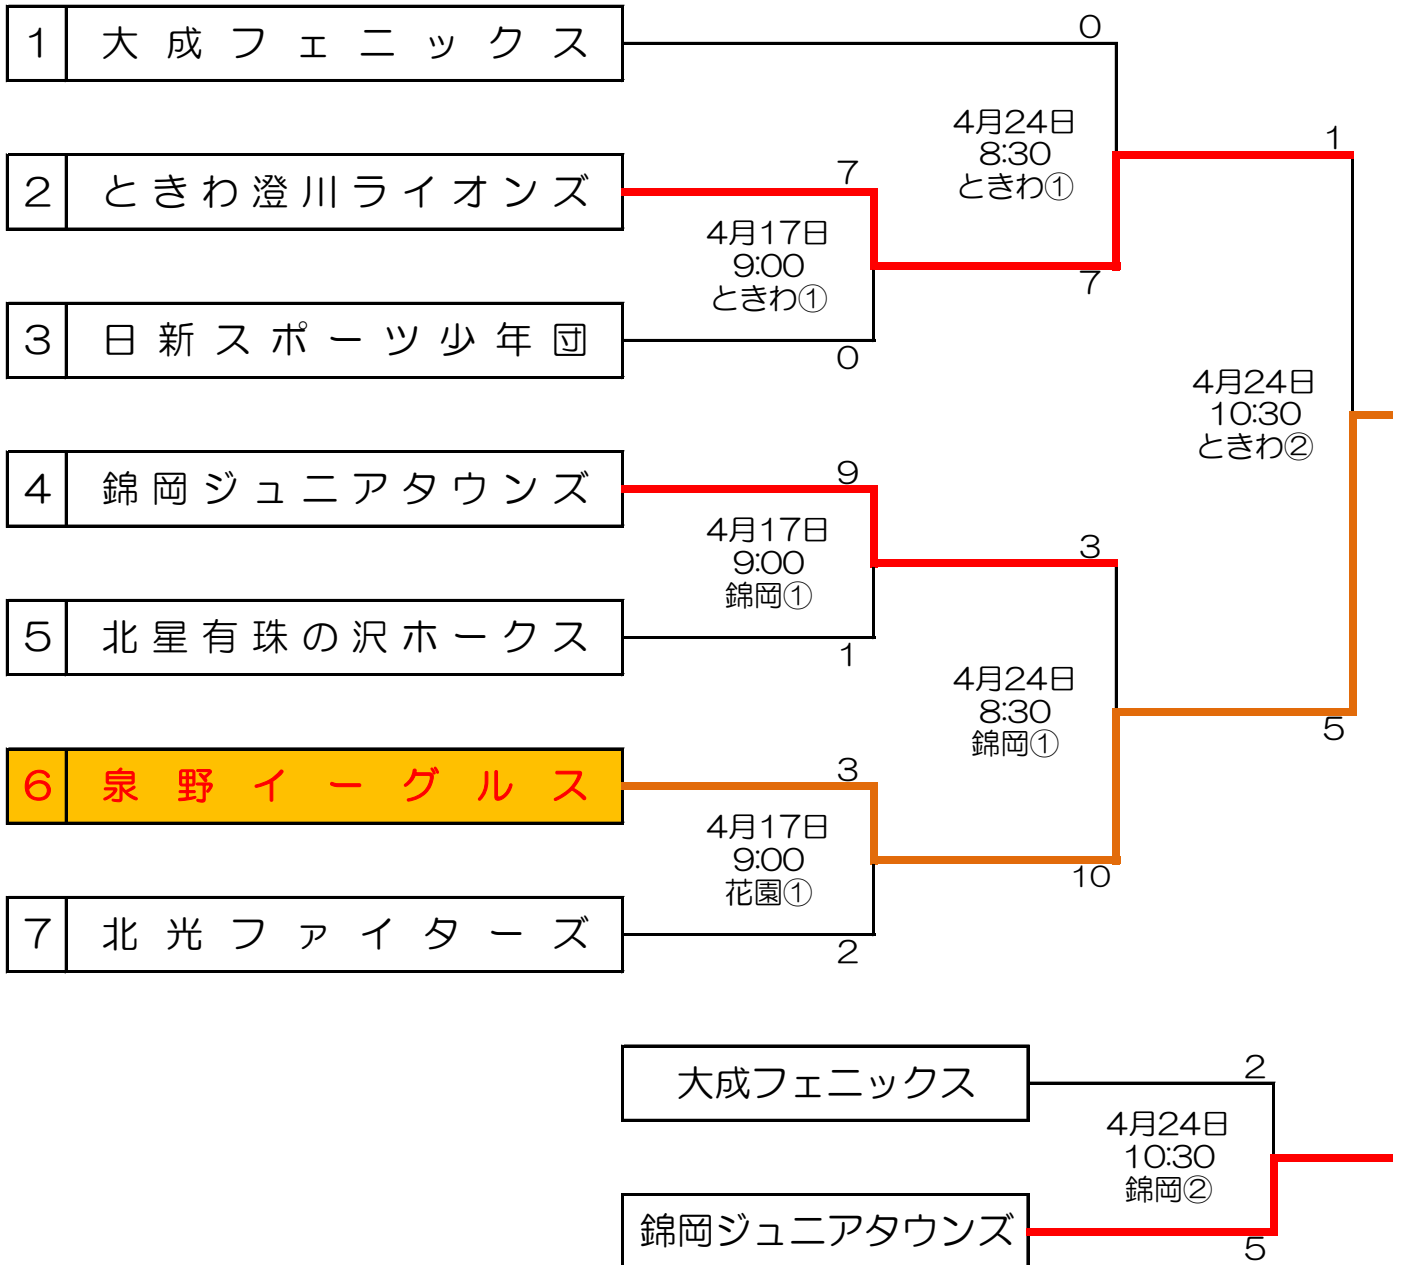 1 大成フェニックス
0
4月24日
8:30
ときわ①
1
2 ときわ澄川ライオンズ
7
4月17日
9:00
ときわ①
7
3 日新スポーツ少年団
0
4月24日
10:30
ときわ②
4 錦岡ジュニアタウンズ
9
4月17日
9:00
錦岡①
3
5 北星有珠の沢ホークス
1
4月24日
8:30
錦岡①
5
6 泉野イーグルス
3
4月17日
9:00
花園①
10
7 北光ファイターズ
2
大成フェニックス
2
4月24日
10:30
錦岡②
錦岡ジュニアタウンズ
5